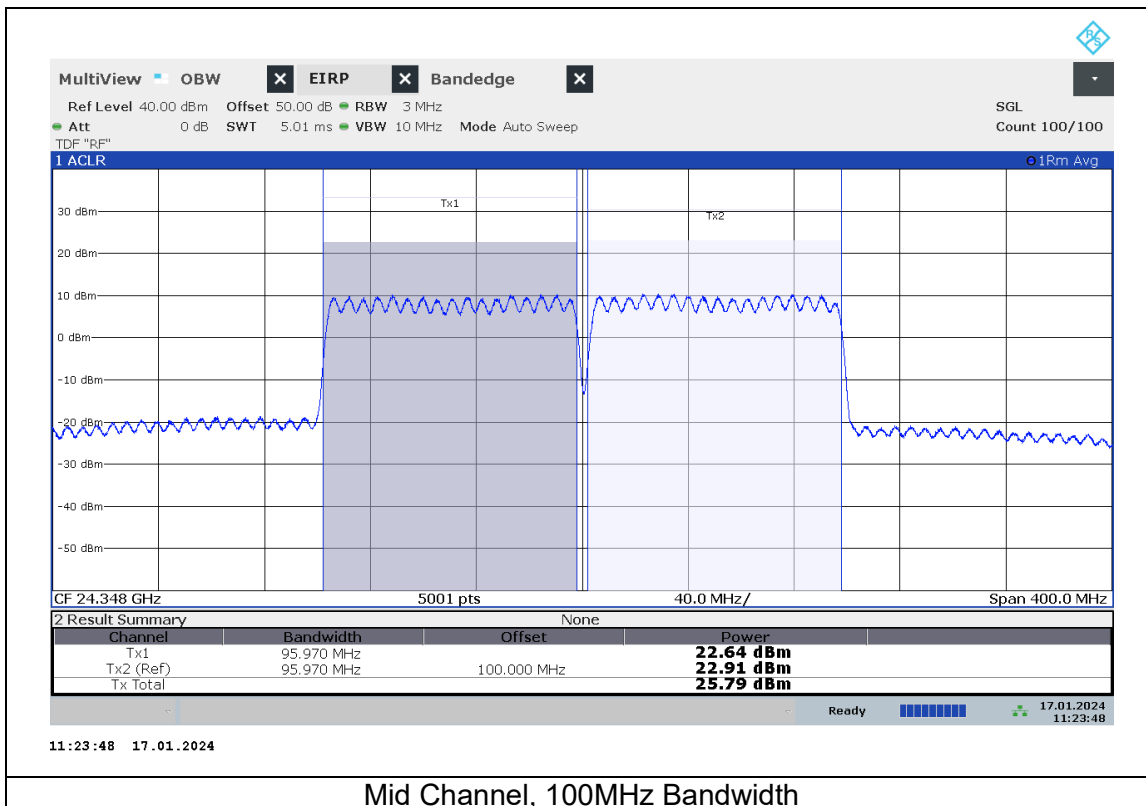 R&S
MultiView OBW X EIRP X Bandedge X
Ref Level 40.00 dBm Offset 50.00 dB RBW 3 MHz SGL
Att 0 dB SWT 5.01 ms VBW 10 MHz Mode Auto Sweep Count 100/100
TDF "RF"
1 ACLR 1Rm Avg
Tx1
30 dBm
Tx2
20 dBm
10 dBm
0 dBm
-10 dBm
-20 dBm
-30 dBm
-40 dBm
-50 dBm
CF 24.348 GHz 5001 pts 40.0 MHz/ Span 400.0 MHz
2 Result Summary None
Channel Bandwidth Offset Power
Tx1 95.970 MHz 22.64 dBm
Tx2 (Ref) 95.970 MHz 100.000 MHz 22.91 dBm
Tx Total 25.79 dBm
Ready 17.01.2024
11:23:48
11:23:48 17.01.2024
Mid Channel, 100MHz Bandwidth